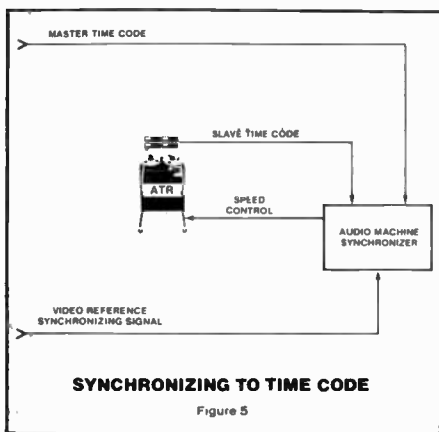 MASTER TIME CODE
SLAVE TIME CODE
ATR
SPEED
CONTROL
AUDIO MACHINE
SYNCHRONIZER
VIDEO REFERENCE
SYNCHRONIZING SIGNAL
SYNCHRONIZING TO TIME CODE
Figure 5